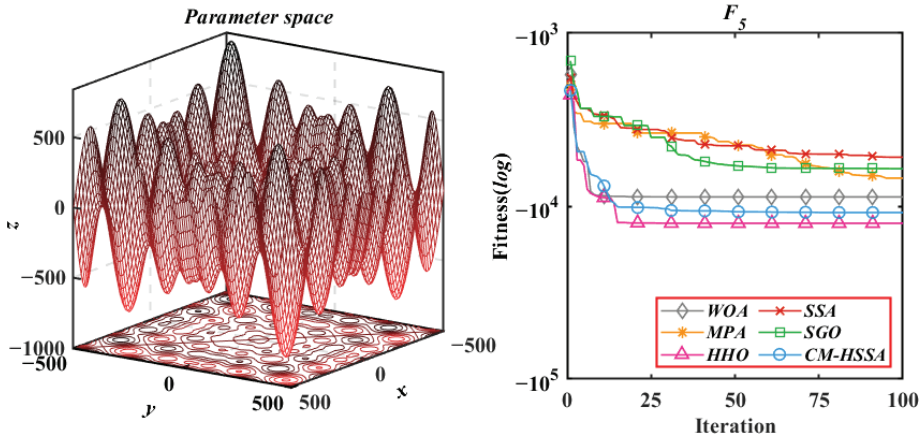 Parameter space
500
0
-500
-1000
z
-500
0
500
y
500
0
-500
x
F5
-10^3
-10^4
-10^5
Fitness(log)
0
25
50
75
100
Iteration
WOA
SSA
MPA
SGO
HHO
CM-HSSA